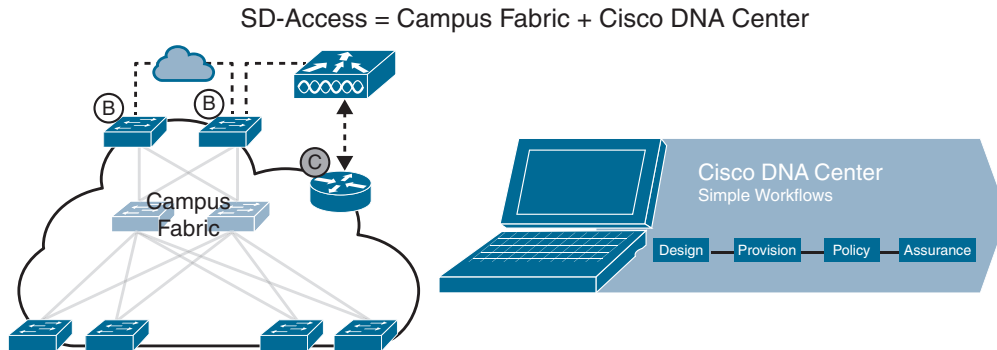 SD-Access = Campus Fabric + Cisco DNA Center
B
B
C
Campus
Fabric
Cisco DNA Center
Simple Workflows
Design
Provision
Policy
Assurance